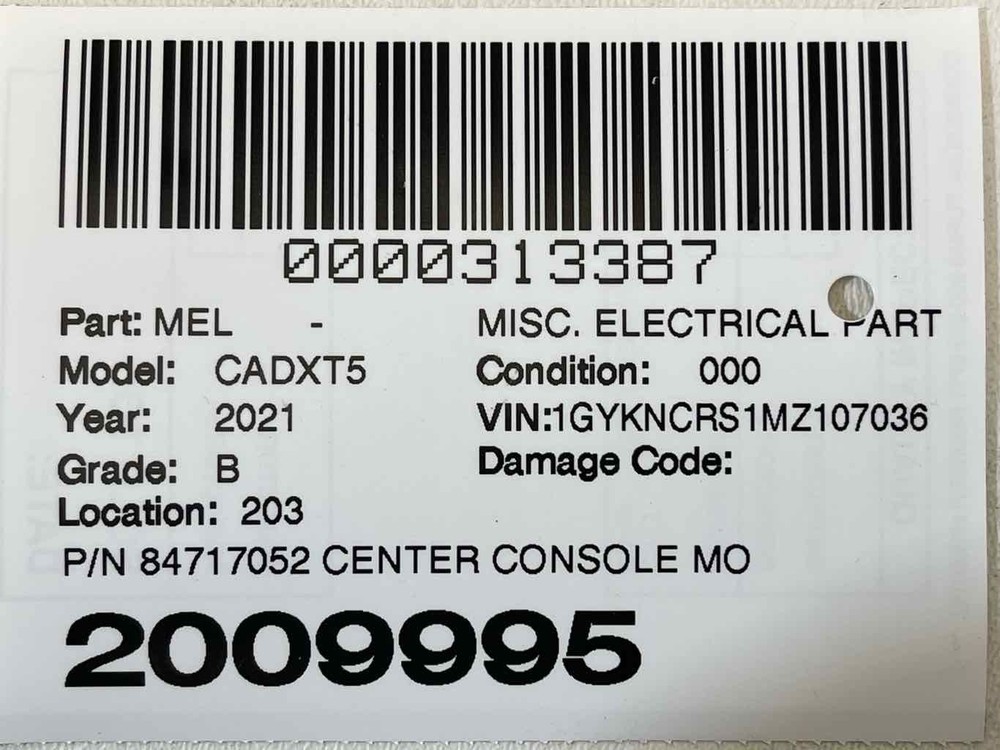 0000313387
Part: MEL - MISC. ELECTRICAL PART
Model: CADXT5 Condition: 000
Year: 2021 VIN:1GYKNCRS1MZ107036
Grade: B Damage Code:
Location: 203
P/N 84717052 CENTER CONSOLE MO
2009995